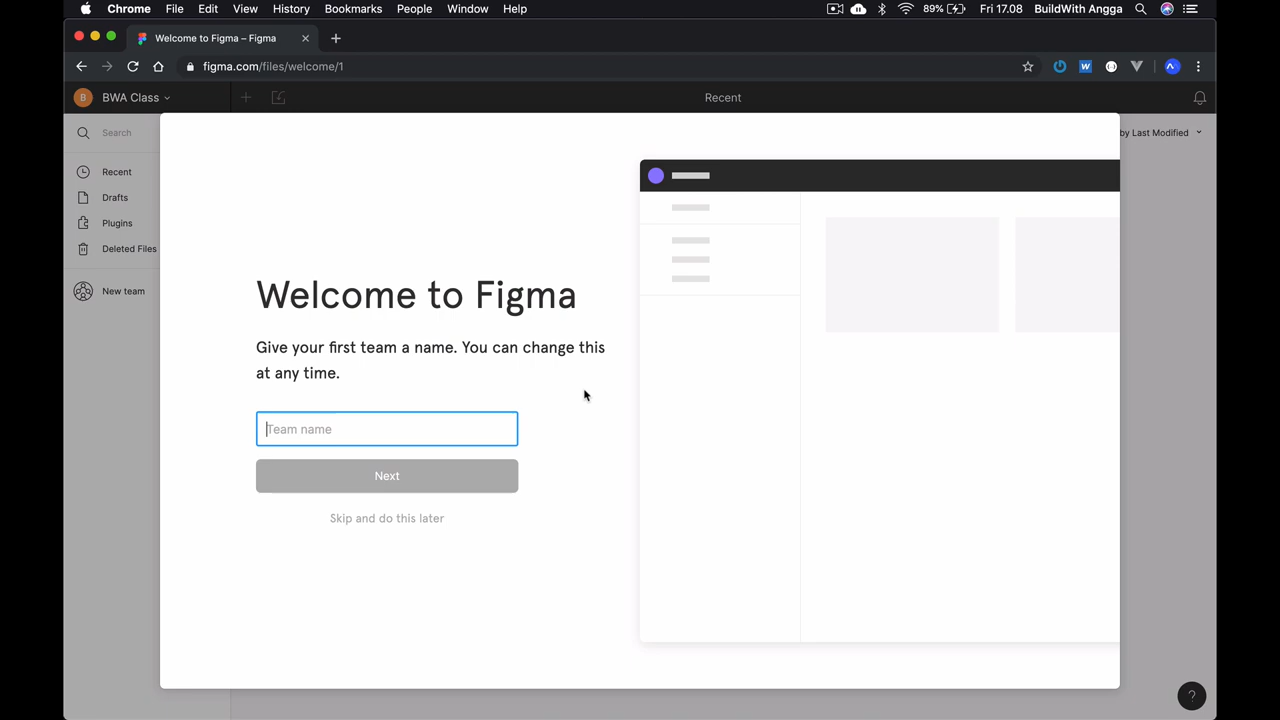 Chrome File Edit View History Bookmarks People Window Help 89% Fri 17.08 BuildWith Angga
Welcome to Figma – Figma
figma.com/files/welcome/1
B BWA Class Recent
Search by Last Modified
Recent
Drafts
Plugins
Deleted Files
New team
Welcome to Figma
Give your first team a name. You can change this
at any time.
Team name
Next
Skip and do this later
?